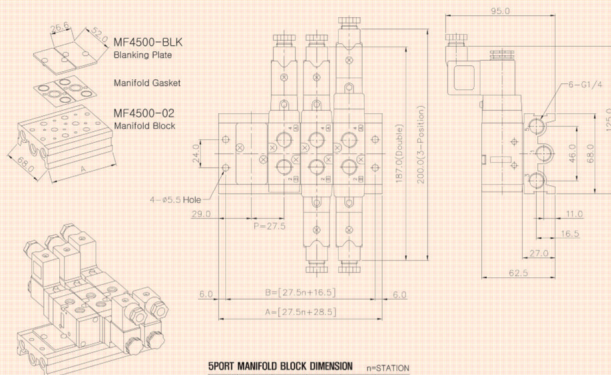 26.6
52.0
MF4500-BLK
Blanking Plate
Manifold Gasket
MF4500-02
Manifold Block
68.0
A
95.0
6-G1/4
24.0
4-ø5.5 Hole
29.0
P=27.5
187.0(Double)
200.0(3-Position)
46.0
68.0
11.0
16.5
27.0
62.5
6.0
B=[27.5n+16.5]
6.0
A=[27.5n+28.5]
5PORT MANIFOLD BLOCK DIMENSION n=STATION